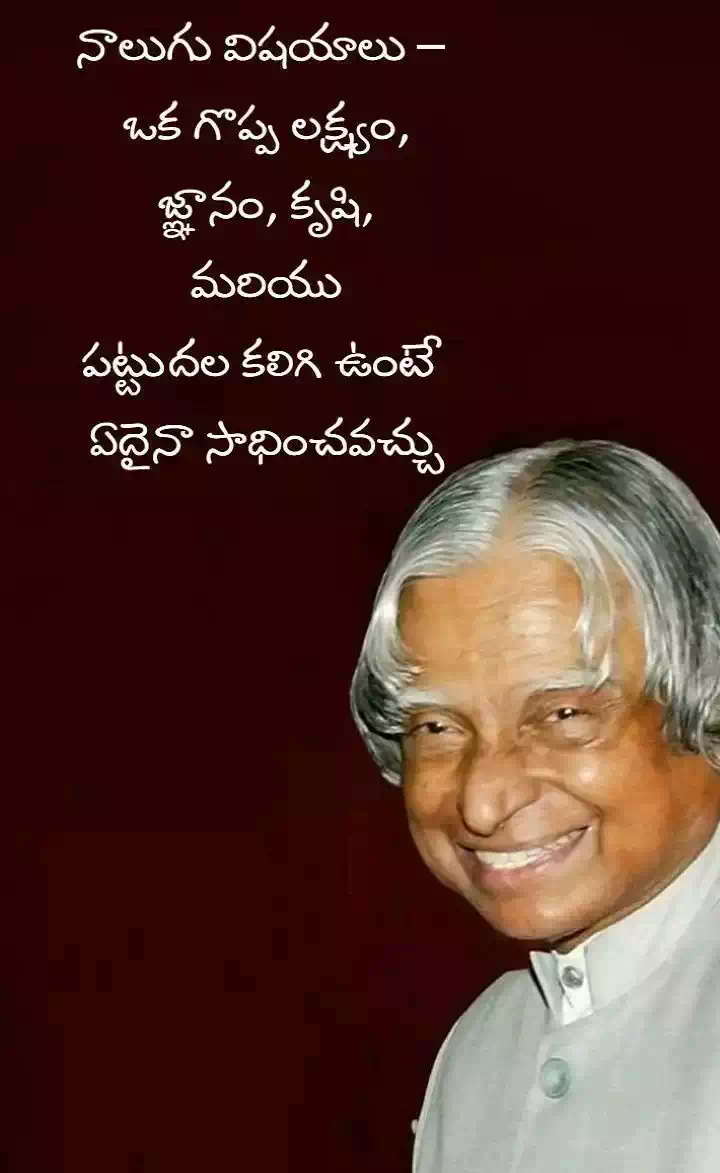 నాలుగు విషయాలు –
ఒక గొప్ప లక్ష్యం,
జ్ఞానం, కృషి,
మరియు
పట్టుదల కలిగి ఉంటే
ఏదైనా సాధించవచ్చు